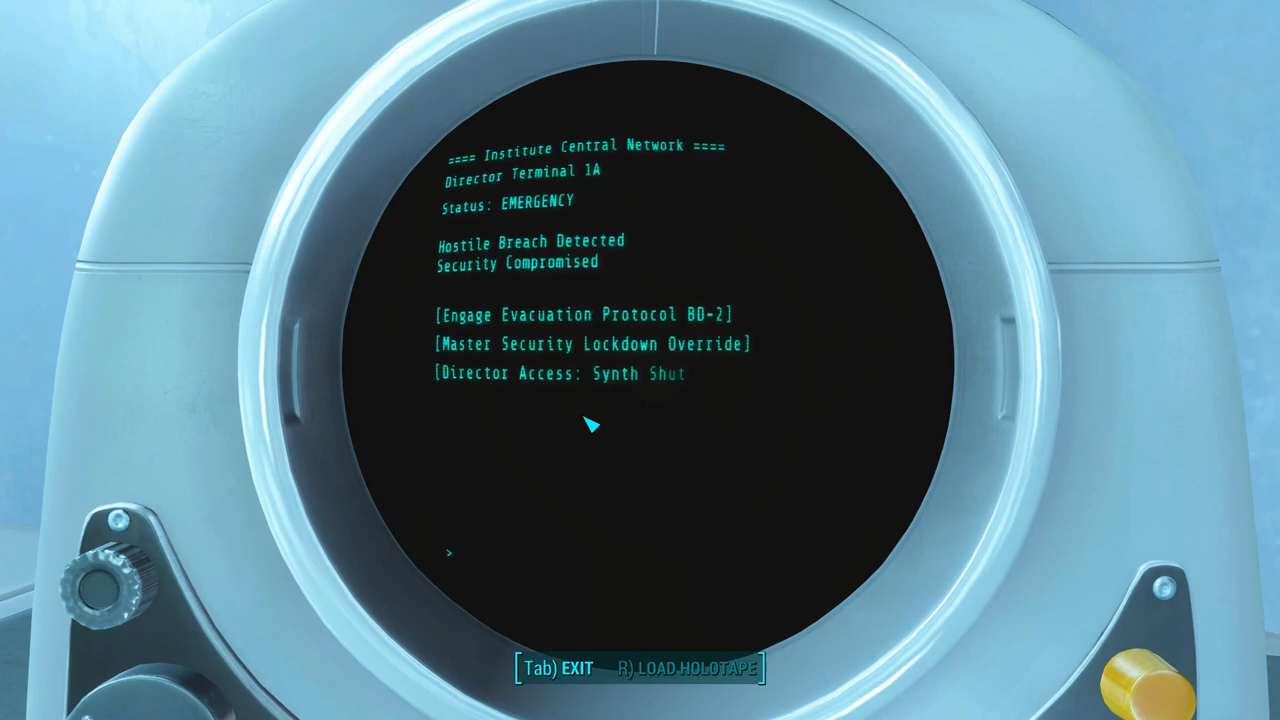 ==== Institute Central Network ====
Director Terminal 1A
Status: EMERGENCY
Hostile Breach Detected
Security Compromised
[Engage Evacuation Protocol BD-2]
[Master Security Lockdown Override]
[Director Access: Synth Shut
>
[Tab) EXIT R) LOAD HOLOTAPE]